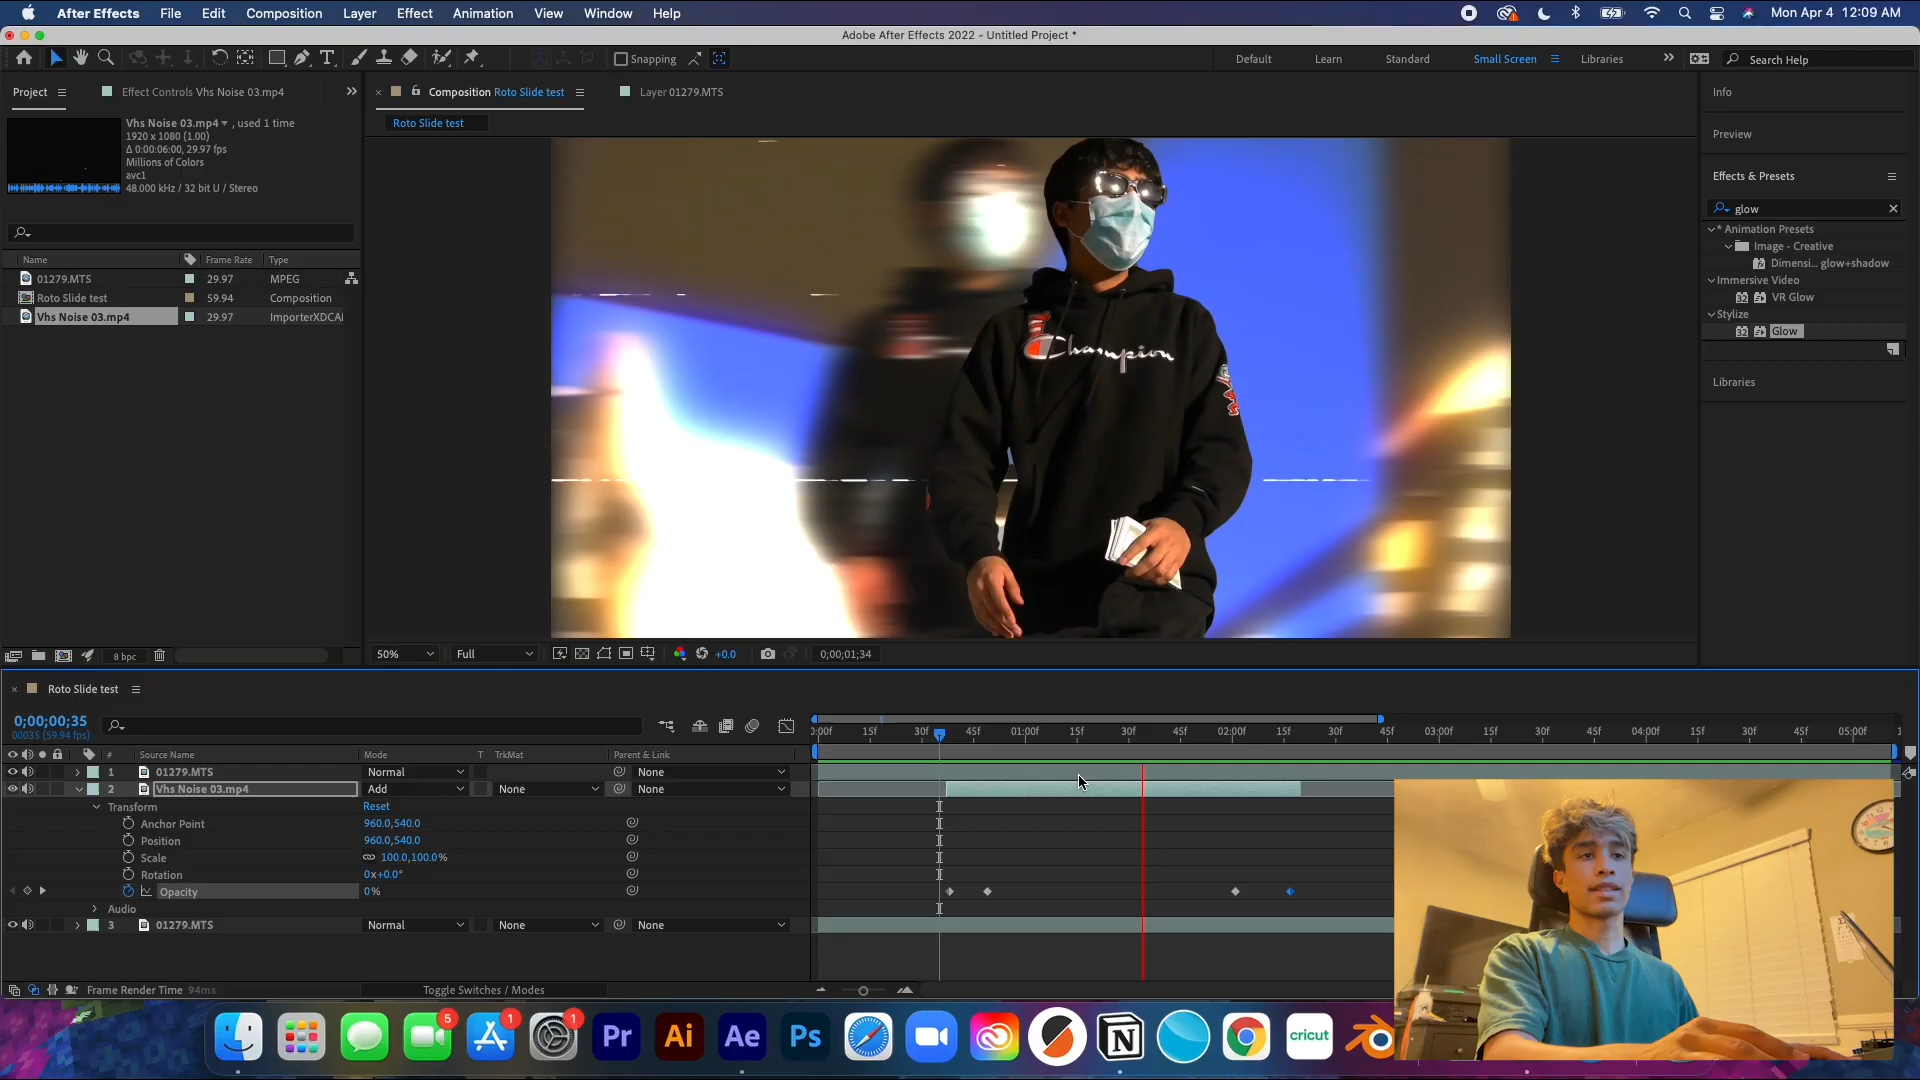 After Effects File Edit Composition Layer Effect Animation View Window Help Mon Apr 4 12:09 AM
Adobe After Effects 2022 - Untitled Project *
Snapping Default Learn Standard Small Screen Libraries Search Help
Project Effect Controls Vhs Noise 03.mp4 Composition Roto Slide test Layer 01279.MTS Info
Roto Slide test
Vhs Noise 03.mp4 , used 1 time
1920 x 1080 (1.00)
Δ 0:00:06:00, 29.97 fps
Millions of Colors
avc1
48.000 kHz / 32 bit U / Stereo
Preview
Effects & Presets
glow
* Animation Presets
Image - Creative
Dimensi... glow+shadow
Immersive Video
VR Glow
Stylize
Glow
Libraries
Name Frame Rate Type
01279.MTS 29.97 MPEG
Roto Slide test 59.94 Composition
Vhs Noise 03.mp4 29.97 ImporterXDCA
Champion
8 bpc
50% Full +0.0 0;00;01;34
Roto Slide test
0;00;00;35
00035 (59.94 fps)
0:00f 15f 30f 45f 01:00f 15f 30f 45f 02:00f 15f 30f 45f 03:00f 15f 30f 45f 04:00f 15f 30f 45f 05:00f 1
# Source Name Mode T TrkMat Parent & Link
1 01279.MTS Normal None
2 Vhs Noise 03.mp4 Add None None
Transform Reset
Anchor Point 960.0,540.0
Position 960.0,540.0
Scale 100.0,100.0%
Rotation 0x+0.0°
Opacity 0%
Audio
3 01279.MTS Normal None None
Frame Render Time 94ms Toggle Switches / Modes
5 1 1
Pr Ai Ae Ps cricut